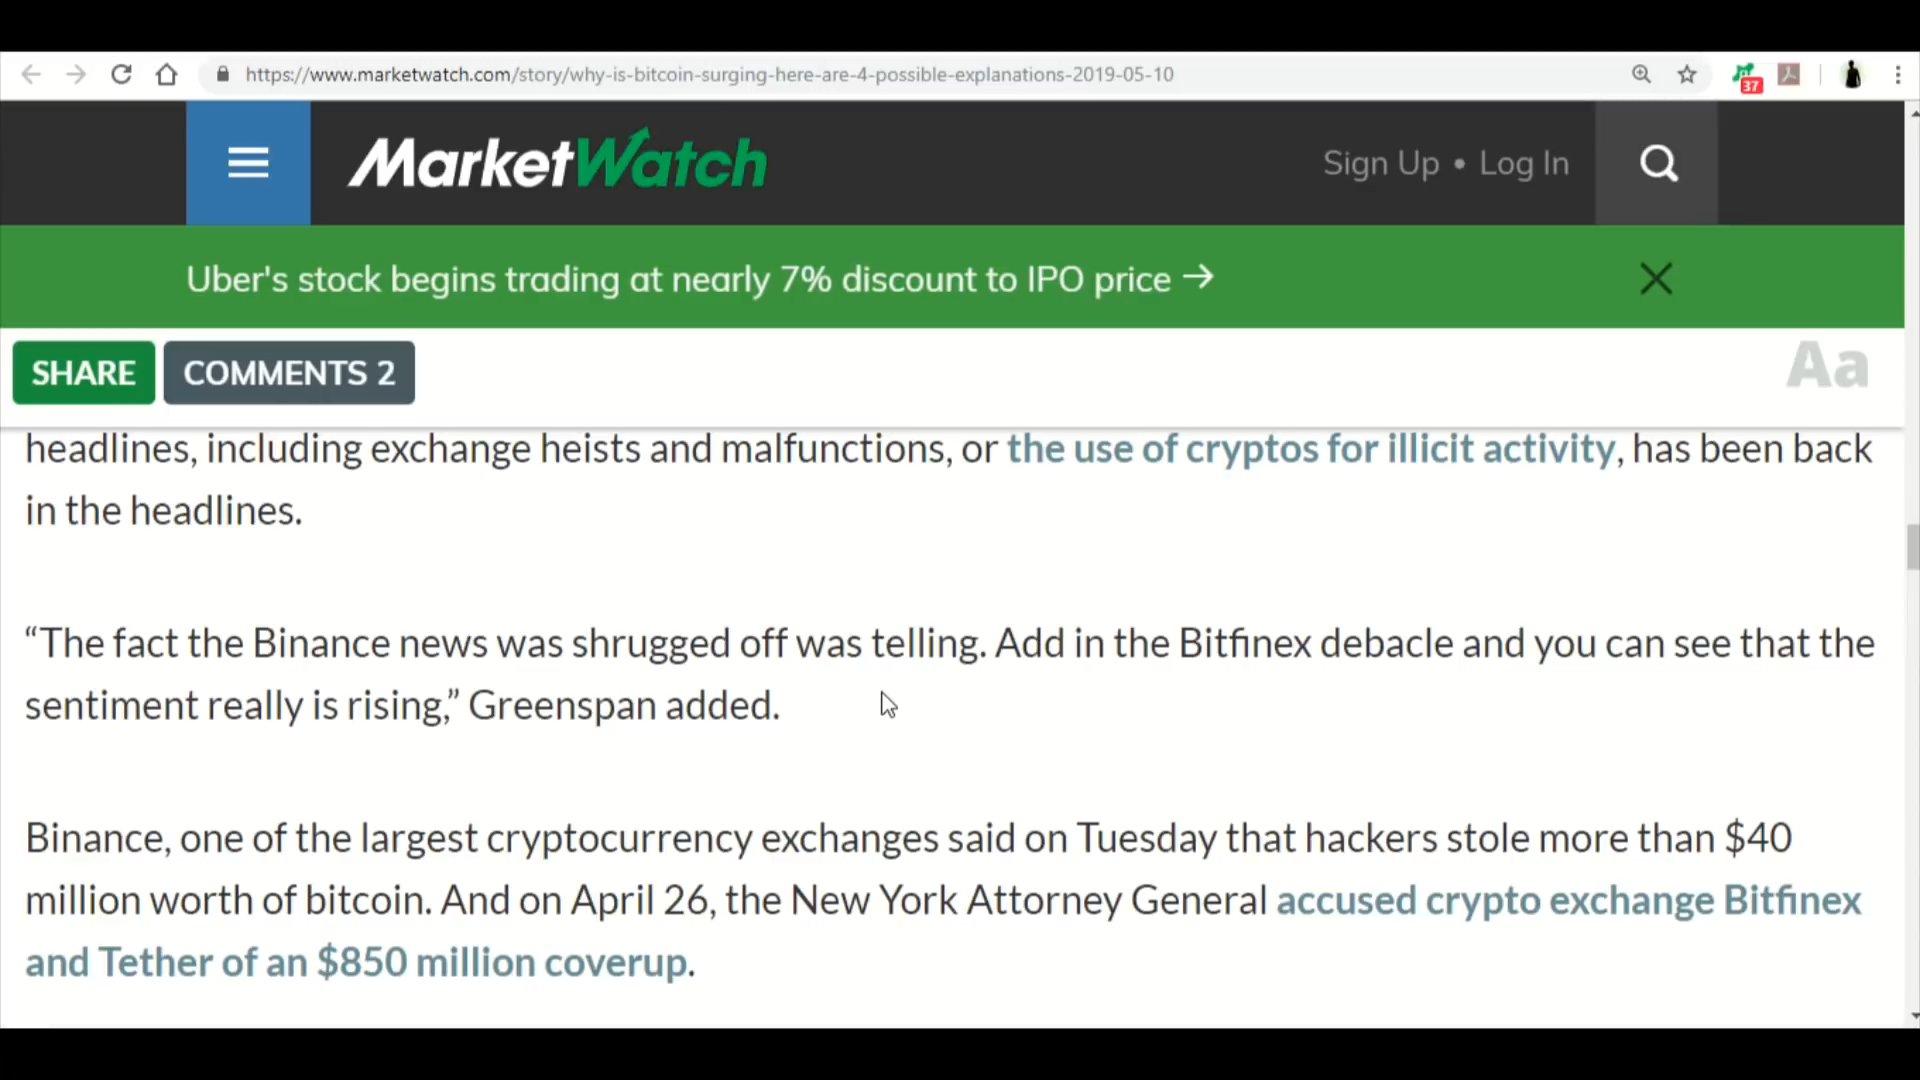 https://www.marketwatch.com/story/why-is-bitcoin-surging-here-are-4-possible-explanations-2019-05-10
37
MarketWatch
Sign Up • Log In
Uber's stock begins trading at nearly 7% discount to IPO price →
SHARE
COMMENTS 2
Aa
headlines, including exchange heists and malfunctions, or the use of cryptos for illicit activity, has been back
in the headlines.
“The fact the Binance news was shrugged off was telling. Add in the Bitfinex debacle and you can see that the
sentiment really is rising,” Greenspan added.
Binance, one of the largest cryptocurrency exchanges said on Tuesday that hackers stole more than $40
million worth of bitcoin. And on April 26, the New York Attorney General accused crypto exchange Bitfinex
and Tether of an $850 million coverup.